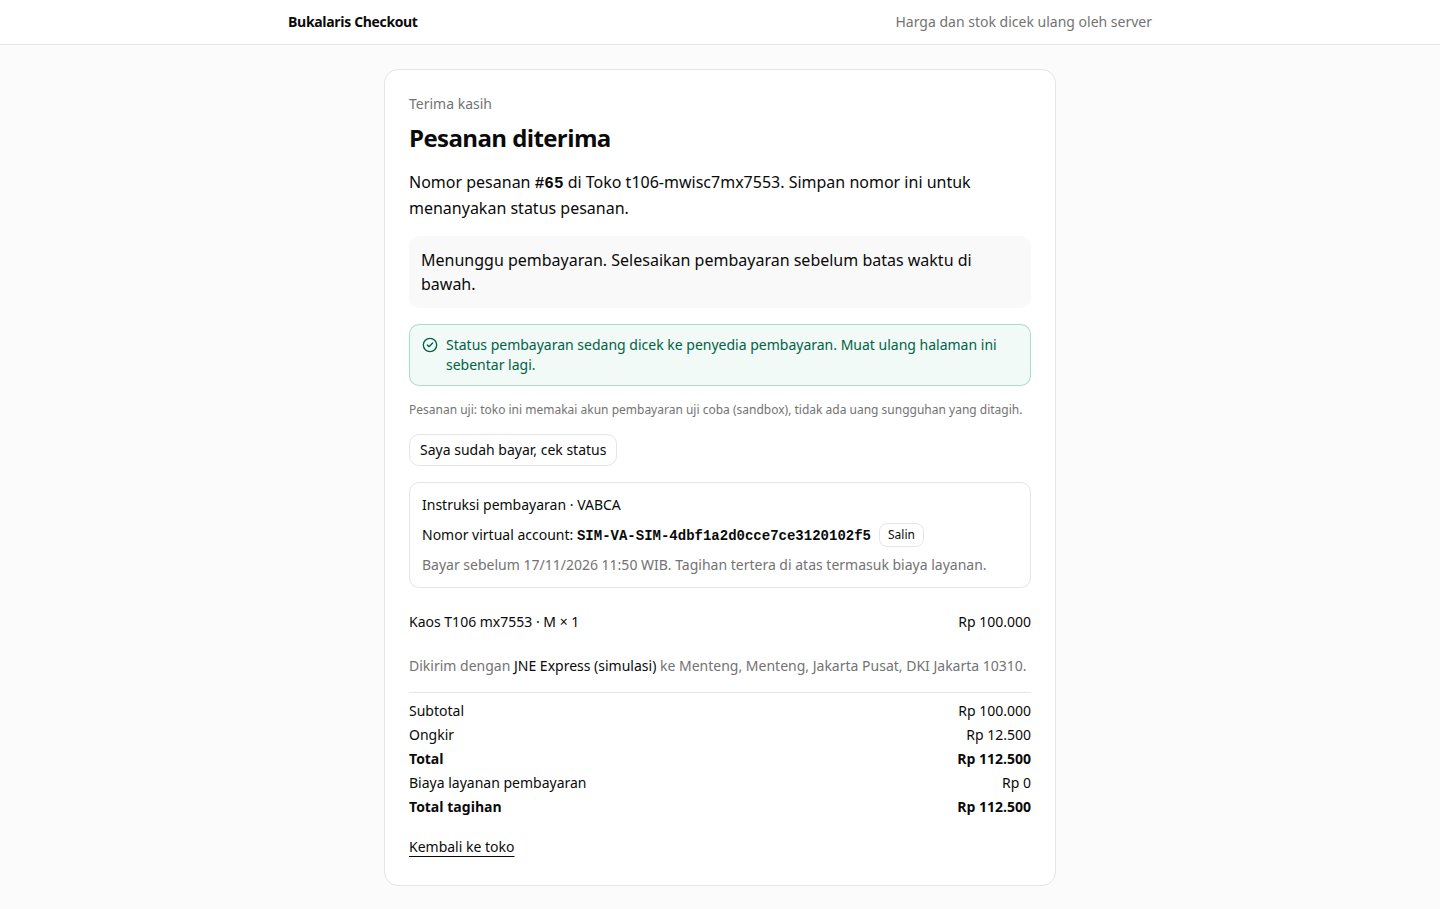 Bukalaris Checkout
Harga dan stok dicek ulang oleh server
Terima kasih
Pesanan diterima
Nomor pesanan #65 di Toko t106-mwisc7mx7553. Simpan nomor ini untuk
menanyakan status pesanan.
Menunggu pembayaran. Selesaikan pembayaran sebelum batas waktu di
bawah.
Status pembayaran sedang dicek ke penyedia pembayaran. Muat ulang halaman ini
sebentar lagi.
Pesanan uji: toko ini memakai akun pembayaran uji coba (sandbox), tidak ada uang sungguhan yang ditagih.
Saya sudah bayar, cek status
Instruksi pembayaran · VABCA
Nomor virtual account: SIM-VA-SIM-4dbf1a2d0cce7ce3120102f5 Salin
Bayar sebelum 17/11/2026 11:50 WIB. Tagihan tertera di atas termasuk biaya layanan.
Kaos T106 mx7553 · M × 1 Rp 100.000
Dikirim dengan JNE Express (simulasi) ke Menteng, Menteng, Jakarta Pusat, DKI Jakarta 10310.
Subtotal Rp 100.000
Ongkir Rp 12.500
Total Rp 112.500
Biaya layanan pembayaran Rp 0
Total tagihan Rp 112.500
Kembali ke toko